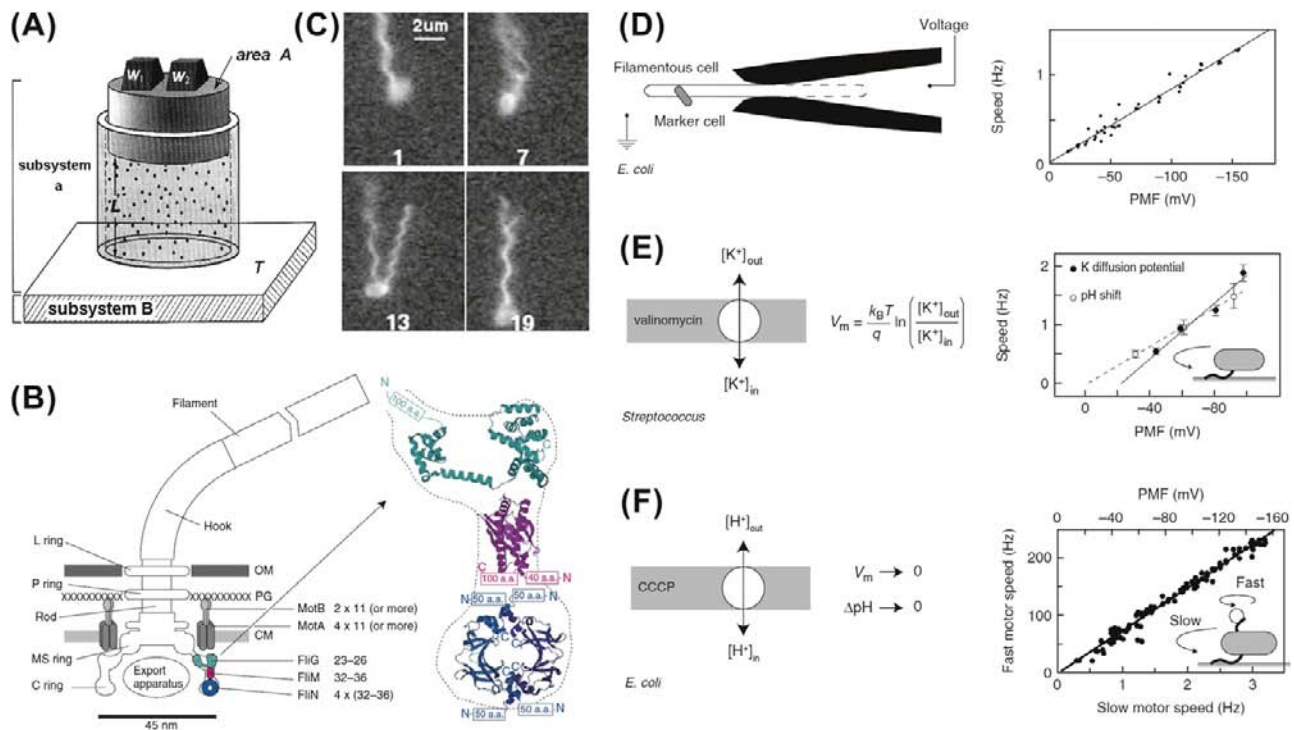 (A)
W1
W2
area A
subsystem
a
L
T
subsystem B
(B)
Filament
Hook
L ring
P ring
Rod
MS ring
C ring
OM
PG
CM
MotB 2 x 11 (or more)
MotA 4 x 11 (or more)
FliG 23–26
FliM 32–36
FliN 4 x (32–36)
Export
apparatus
45 nm
N
100 a.a.
C
C
100 a.a.
40 a.a.
N
50 a.a.
50 a.a.
N
N
C
C
C
C
N
50 a.a.
50 a.a.
N
(C)
2um
1
7
13
19
(D)
Filamentous cell
Voltage
Marker cell
E. coli
Speed (Hz)
1
0
0
–50
–100
–150
PMF (mV)
(E)
[K+]out
valinomycin
[K+]in
Vm = kBT/q ln ([K+]out/[K+]in)
Streptococcus
K diffusion potential
pH shift
Speed (Hz)
2
1
0
0
–40
–80
PMF (mV)
(F)
[H+]out
CCCP
[H+]in
Vm → 0
ΔpH → 0
E. coli
PMF (mV)
0
–40
–80
–120
–160
Fast motor speed (Hz)
200
100
0
Fast
Slow
0
1
2
3
Slow motor speed (Hz)